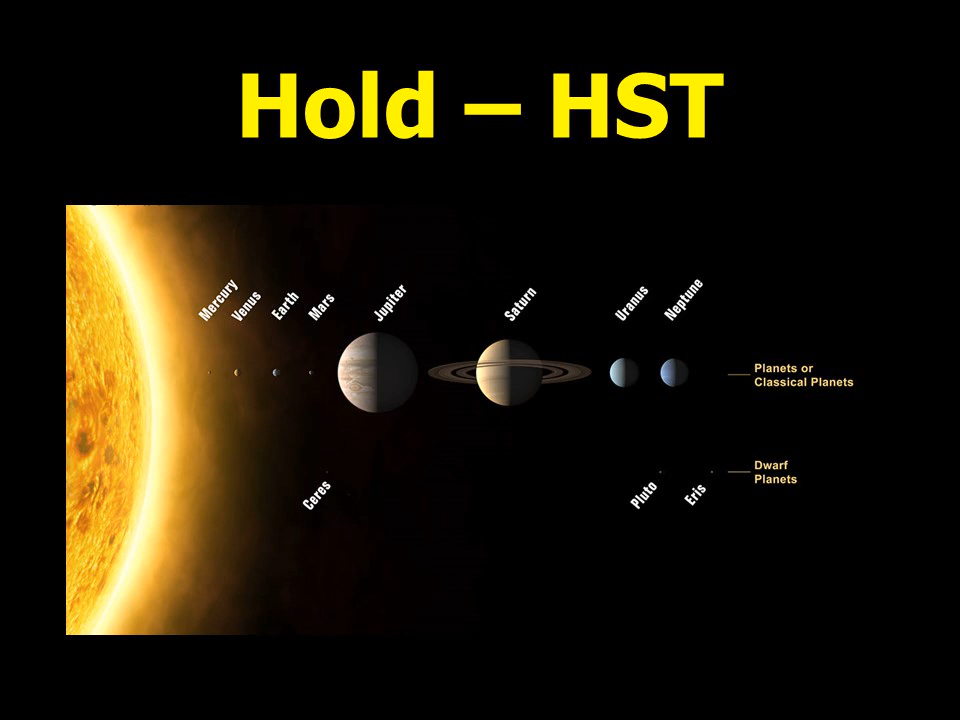 Hold – HST
Mercury
Venus
Earth
Mars
Jupiter
Saturn
Uranus
Neptune
Planets or
Classical Planets
Dwarf
Planets
Ceres
Pluto
Eris